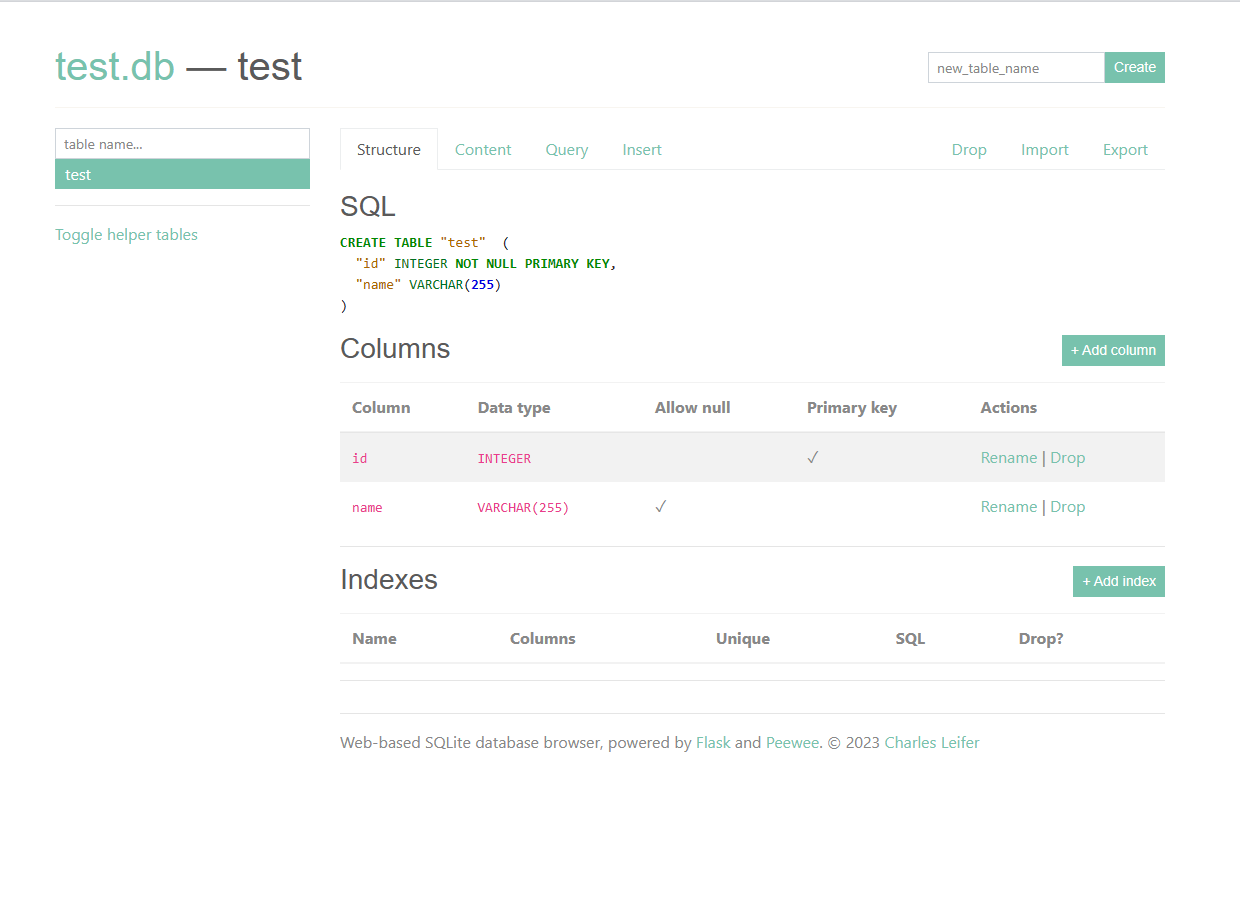 test.db — test
new_table_name Create
table name...
test
Toggle helper tables
Structure Content Query Insert Drop Import Export
SQL
CREATE TABLE "test"  (
  "id" INTEGER NOT NULL PRIMARY KEY,
  "name" VARCHAR(255)
)
Columns + Add column
Column Data type Allow null Primary key Actions
id INTEGER ✓ Rename | Drop
name VARCHAR(255) ✓ Rename | Drop
Indexes + Add index
Name Columns Unique SQL Drop?
Web-based SQLite database browser, powered by Flask and Peewee. © 2023 Charles Leifer